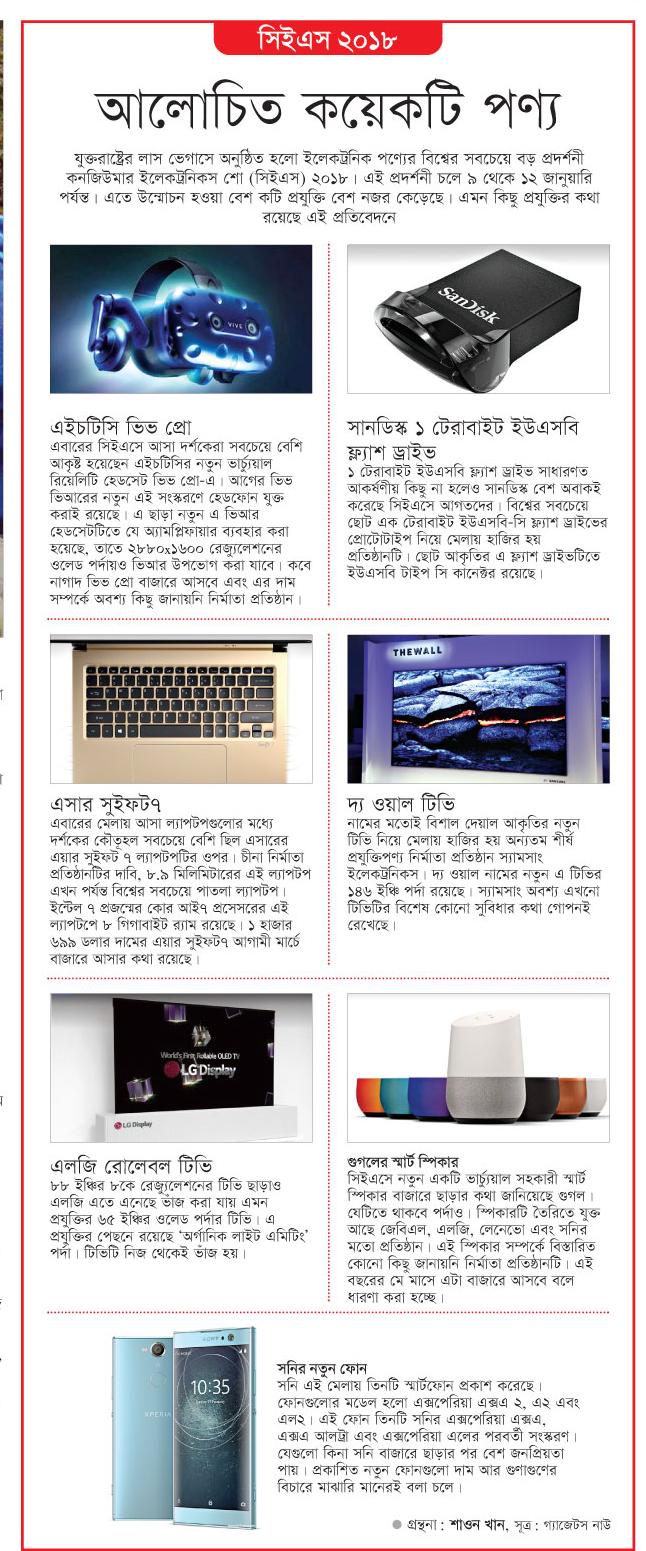 সিইএস ২০১৮
আলোচিত কয়েকটি পণ্য
যুক্তরাষ্ট্রের লাস ভেগাসে অনুষ্ঠিত হলো ইলেকট্রনিক পণ্যের বিশ্বের সবচেয়ে বড় প্রদর্শনী
কনজিউমার ইলেকট্রনিকস শো (সিইএস) ২০১৮। এই প্রদর্শনী চলে ৯ থেকে ১২ জানুয়ারি
পর্যন্ত। এতে উন্মোচন হওয়া বেশ কটি প্রযুক্তি বেশ নজর কেড়েছে। এমন কিছু প্রযুক্তির কথা
রয়েছে এই প্রতিবেদনে
VIVE
এইচটিসি ভিভ প্রো
এবারের সিইএসে আসা দর্শকেরা সবচেয়ে বেশি
আকৃষ্ট হয়েছেন এইচটিসির নতুন ভার্চ্যুয়াল
রিয়েলিটি হেডসেট ভিভ প্রো-এ। আগের ভিভ
ভিআরের নতুন এই সংস্করণে হেডফোন যুক্ত
করাই রয়েছে। এ ছাড়া নতুন এ ভিআর
হেডসেটটিতে যে অ্যামপ্লিফায়ার ব্যবহার করা
হয়েছে, তাতে ২৮৮০x১৬০০ রেজ্যুলেশনের
ওলেড পর্দায়ও ভিআর উপভোগ করা যাবে। কবে
নাগাদ ভিভ প্রো বাজারে আসবে এবং এর দাম
সম্পর্কে অবশ্য কিছু জানায়নি নির্মাতা প্রতিষ্ঠান।
SanDisk
সানডিস্ক ১ টেরাবাইট ইউএসবি
ফ্ল্যাশ ড্রাইভ
১ টেরাবাইট ইউএসবি ফ্ল্যাশ ড্রাইভ সাধারণত
আকর্ষণীয় কিছু না হলেও সানডিস্ক বেশ অবাকই
করেছে সিইএসে আগতদের। বিশ্বের সবচেয়ে
ছোট এক টেরাবাইট ইউএসবি-সি ফ্ল্যাশ ড্রাইভের
প্রোটোটাইপ নিয়ে মেলায় হাজির হয়
প্রতিষ্ঠানটি। ছোট আকৃতির এ ফ্ল্যাশ ড্রাইভটিতে
ইউএসবি টাইপ সি কানেক্টর রয়েছে।
এসার সুইফট৭
এবারের মেলায় আসা ল্যাপটপগুলোর মধ্যে
দর্শকের কৌতূহল সবচেয়ে বেশি ছিল এসারের
এয়ার সুইফট ৭ ল্যাপটপটির ওপর। চীনা নির্মাতা
প্রতিষ্ঠানটির দাবি, ৮.৯ মিলিমিটারের এই ল্যাপটপ
এখন পর্যন্ত বিশ্বের সবচেয়ে পাতলা ল্যাপটপ।
ইন্টেল ৭ প্রজন্মের কোর আই৭ প্রসেসরের এই
ল্যাপটপে ৮ গিগাবাইট র‍্যাম রয়েছে। ১ হাজার
৬৯৯ ডলার দামের এয়ার সুইফট৭ আগামী মার্চে
বাজারে আসার কথা রয়েছে।
THEWALL
SAMSUNG
দ্য ওয়াল টিভি
নামের মতোই বিশাল দেয়াল আকৃতির নতুন
টিভি নিয়ে মেলায় হাজির হয় অন্যতম শীর্ষ
প্রযুক্তিপণ্য নির্মাতা প্রতিষ্ঠান স্যামসাং
ইলেকট্রনিকস। দ্য ওয়াল নামের নতুন এ টিভির
১৪৬ ইঞ্চি পর্দা রয়েছে। স্যামসাং অবশ্য এখনো
টিভিটির বিশেষ কোনো সুবিধার কথা গোপনই
রেখেছে।
World's First, Rollable OLED TV
LG Display
LG Display
এলজি রোলেবল টিভি
৮৮ ইঞ্চির ৮কে রেজ্যুলেশনের টিভি ছাড়াও
এলজি এতে এনেছে ভাঁজ করা যায় এমন
প্রযুক্তির ৬৫ ইঞ্চির ওলেড পর্দার টিভি। এ
প্রযুক্তির পেছনে রয়েছে ‘অর্গানিক লাইট এমিটিং’
পর্দা। টিভিটি নিজ থেকেই ভাঁজ হয়।
গুগলের স্মার্ট স্পিকার
সিইএসে নতুন একটি ভার্চ্যুয়াল সহকারী স্মার্ট
স্পিকার বাজারে ছাড়ার কথা জানিয়েছে গুগল।
যেটিতে থাকবে পর্দাও। স্পিকারটি তৈরিতে যুক্ত
আছে জেবিএল, এলজি, লেনেভো এবং সনির
মতো প্রতিষ্ঠান। এই স্পিকার সম্পর্কে বিস্তারিত
কোনো কিছু জানায়নি নির্মাতা প্রতিষ্ঠানটি। এই
বছরের মে মাসে এটা বাজারে আসবে বলে
ধারণা করা হচ্ছে।
SONY
10:35
XPERIA
সনির নতুন ফোন
সনি এই মেলায় তিনটি স্মার্টফোন প্রকাশ করেছে।
ফোনগুলোর মডেল হলো এক্সপেরিয়া এক্সএ ২, এ২ এবং
এল২। এই ফোন তিনটি সনির এক্সপেরিয়া এক্সএ,
এক্সএ আলট্রা এবং এক্সপেরিয়া এলের পরবর্তী সংস্করণ।
যেগুলো কিনা সনি বাজারে ছাড়ার পর বেশ জনপ্রিয়তা
পায়। প্রকাশিত নতুন ফোনগুলো দাম আর গুণাগুণের
বিচারে মাঝারি মানেরই বলা চলে।
গ্রন্থনা : শাওন খান, সূত্র : গ্যাজেটস নাউ